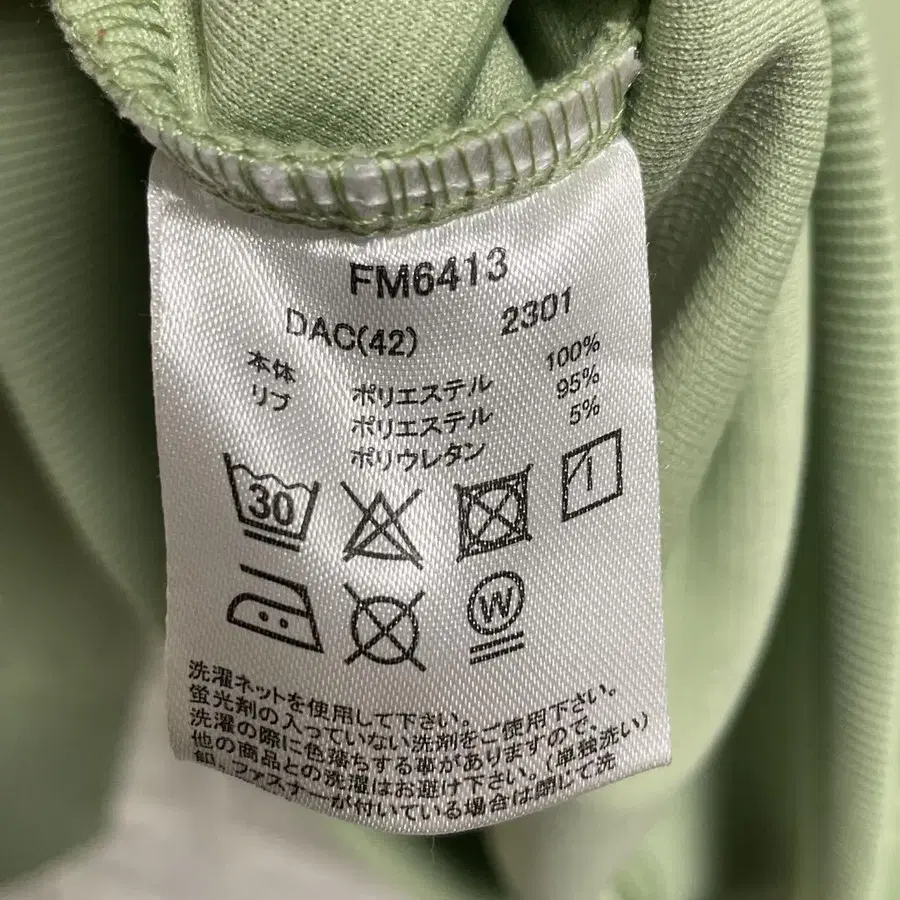 FM6413
DAC(42) 2301
本体 ポリエステル 100%
リブ ポリエステル 95%
ポリウレタン 5%
30
W
洗濯ネットを使用して下さい。
蛍光剤の入っていない洗剤をご使用下さい。
洗濯の際に色落ちする事がありますので、
他の商品との洗濯はお避け下さい。(単独洗い)
釦、ファスナーが付いている場合は閉じて洗